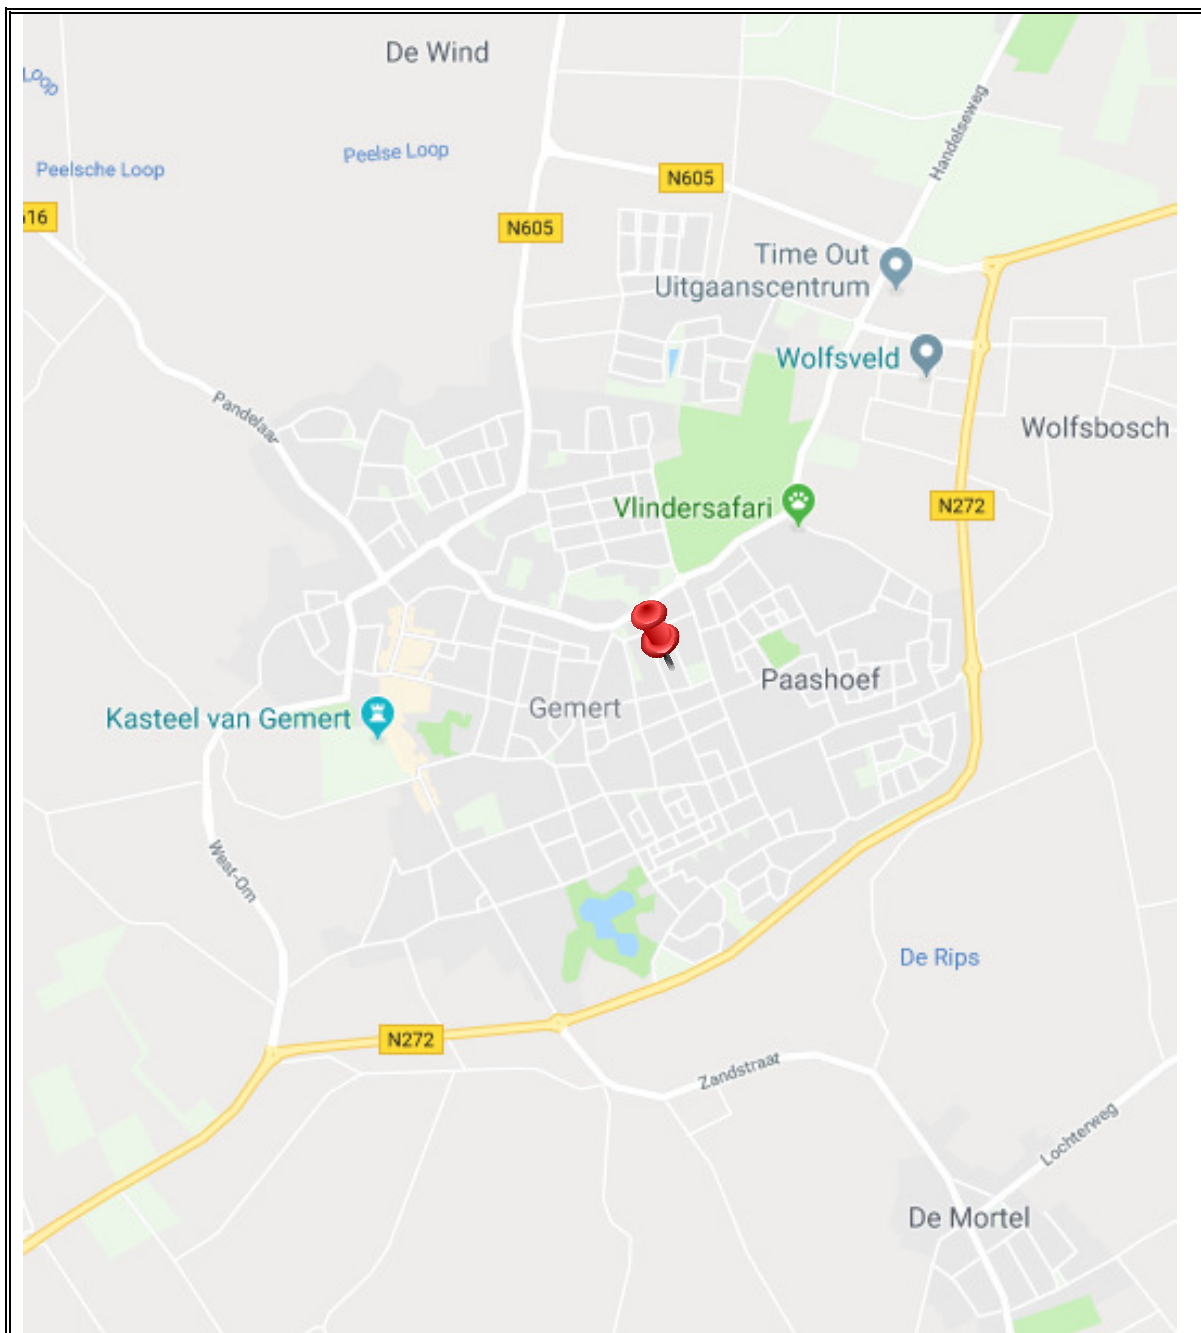 De Wind
Loop
Peelsche Loop
Peelse Loop
Handelseweg
N605
616
N605
Time Out
Uitgaanscentrum
Wolfsveld
Pandelaar
Wolfsbosch
Vlindersafari
N272
Paashoef
Gemert
Kasteel van Gemert
West-Om
De Rips
N272
Zandstraat
Lochterweg
De Mortel